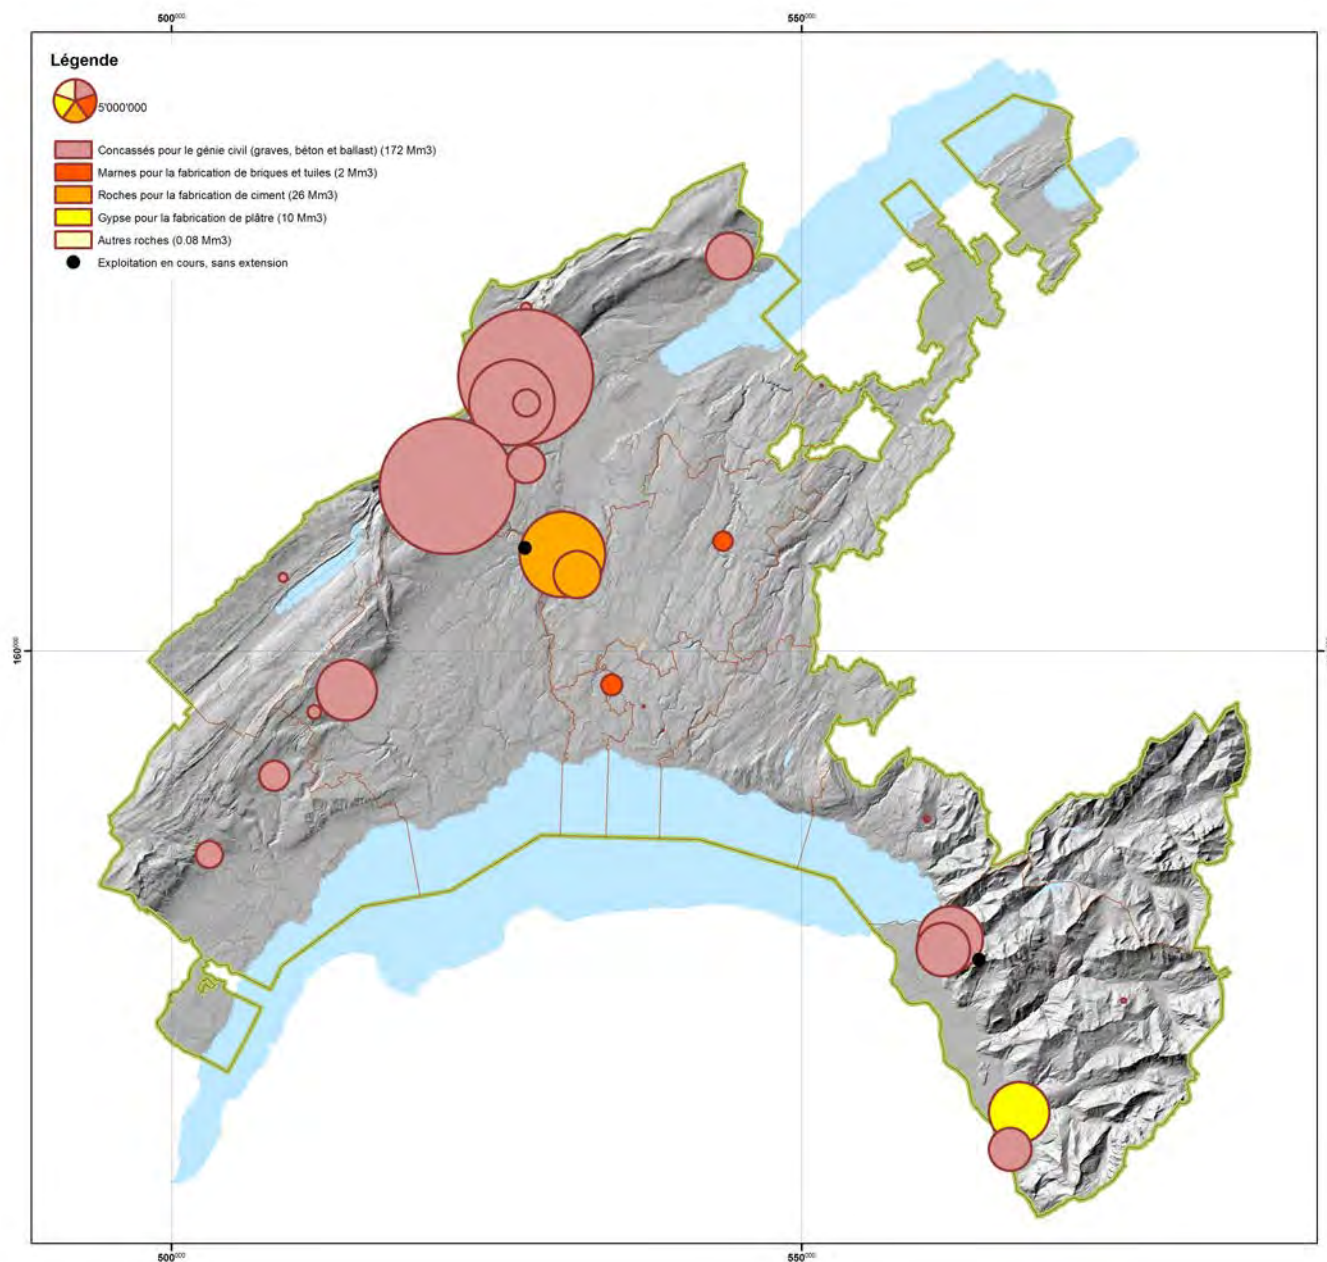 500000 550000
Légende
5'000'000
Concassés pour le génie civil (graves, béton et ballast) (172 Mm3)
Marnes pour la fabrication de briques et tuiles (2 Mm3)
Roches pour la fabrication de ciment (26 Mm3)
Gypse pour la fabrication de plâtre (10 Mm3)
Autres roches (0.08 Mm3)
Exploitation en cours, sans extension
160000
500000 550000